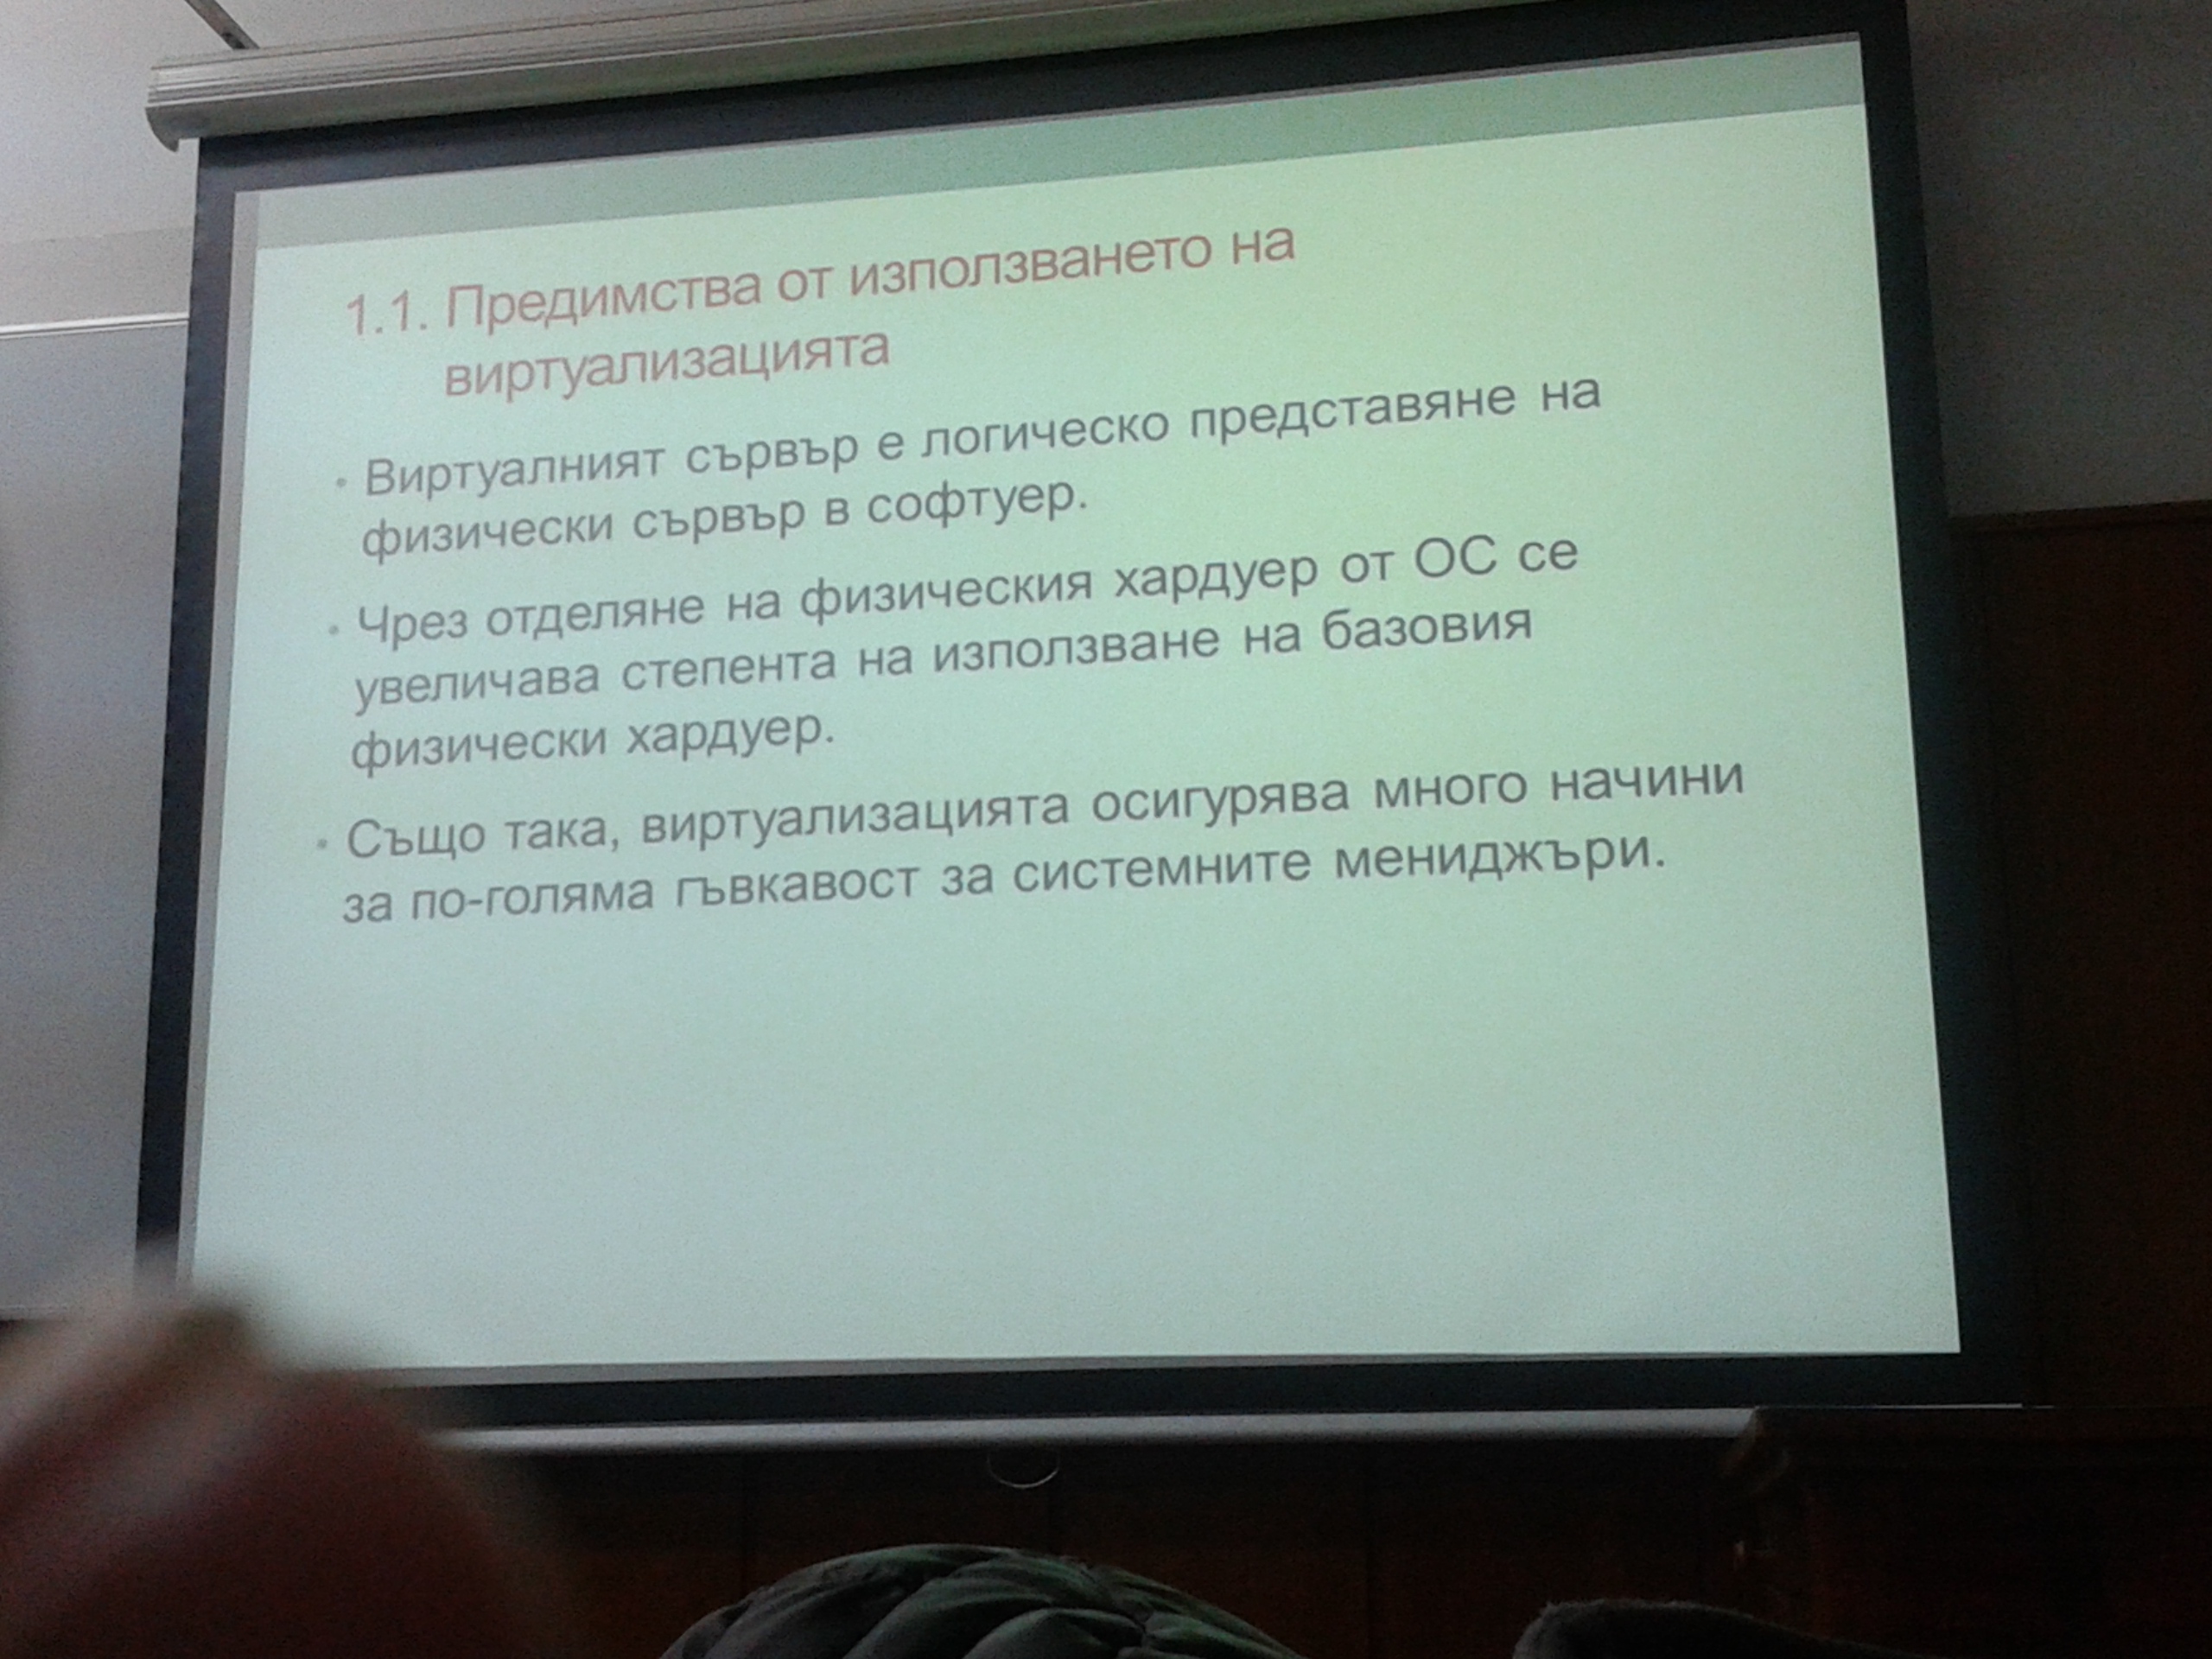 1.1. Предимства от използването на
виртуализацията
• Виртуалният сървър е логическо представяне на
физически сървър в софтуер.
• Чрез отделяне на физическия хардуер от ОС се
увеличава степента на използване на базовия
физически хардуер.
• Също така, виртуализацията осигурява много начини
за по-голяма гъвкавост за системните мениджъри.